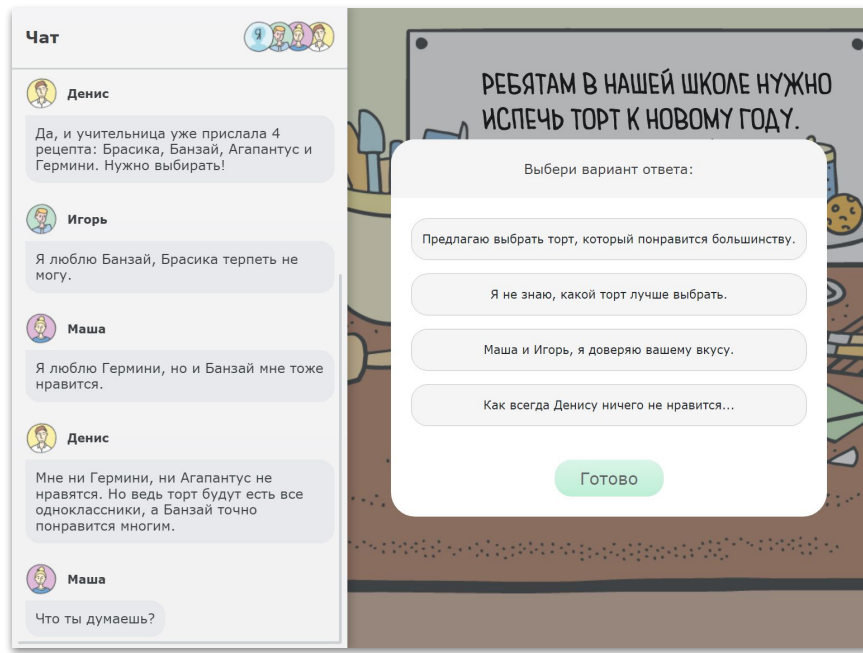 Чат
Я
Денис
Да, и учительница уже прислала 4
рецепта: Брасика, Банзай, Агапантус и
Гермини. Нужно выбирать!
Игорь
Я люблю Банзай, Брасика терпеть не
могу.
Маша
Я люблю Гермини, но и Банзай мне тоже
нравится.
Денис
Мне ни Гермини, ни Агапантус не
нравятся. Но ведь торт будут есть все
одноклассники, а Банзай точно
понравится многим.
Маша
Что ты думаешь?
РЕБЯТАМ В НАШЕЙ ШКОЛЕ НУЖНО
ИСПЕЧЬ ТОРТ К НОВОМУ ГОДУ.
Выбери вариант ответа:
Предлагаю выбрать торт, который понравится большинству.
Я не знаю, какой торт лучше выбрать.
Маша и Игорь, я доверяю вашему вкусу.
Как всегда Денису ничего не нравится...
Готово